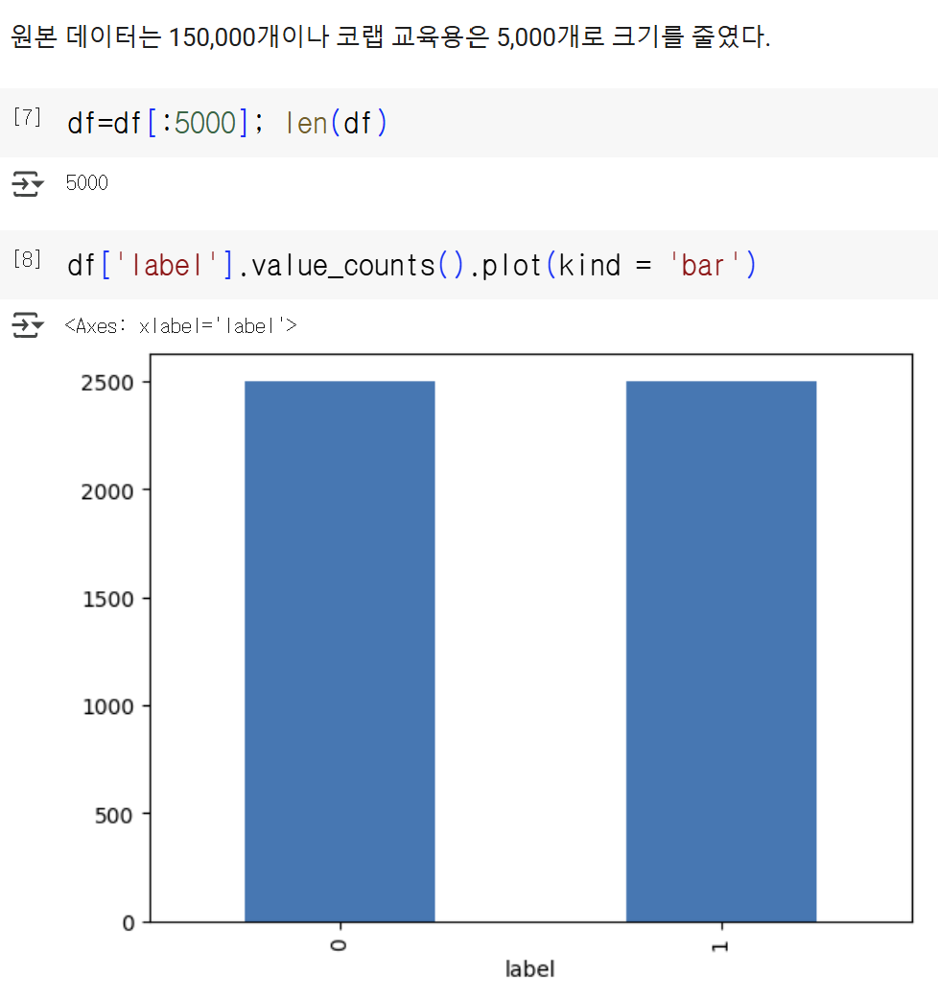 원본 데이터는 150,000개이나 코랩 교육용은 5,000개로 크기를 줄였다.
[7] df=df[:5000]; len(df)
5000
[8] df['label'].value_counts().plot(kind = 'bar')
<Axes: xlabel='label'>
2500
2000
1500
1000
500
0
0 1
label